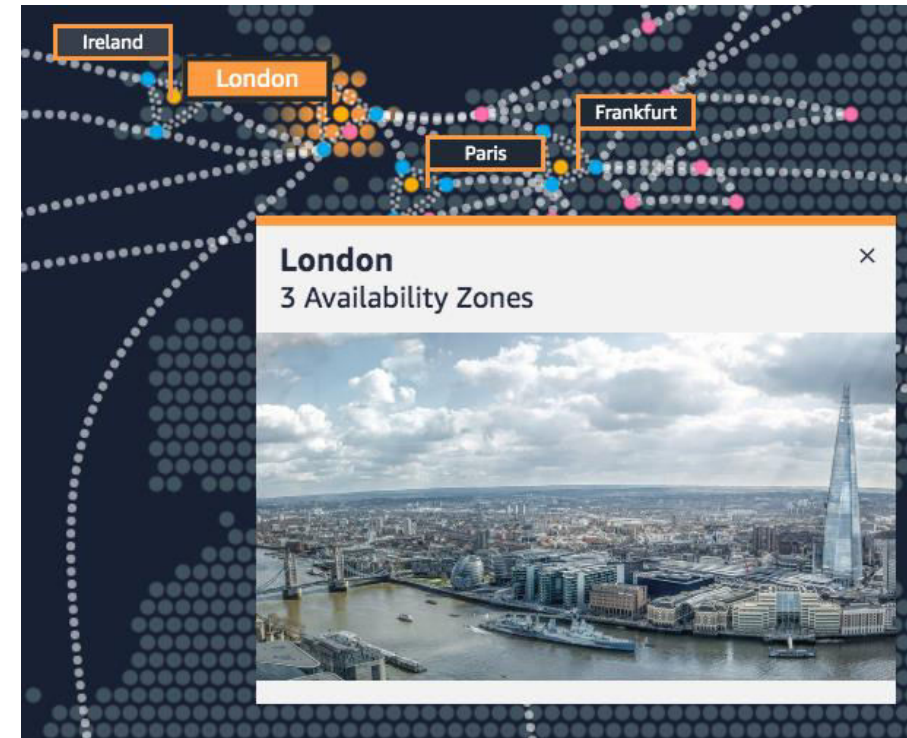 Ireland
London
Frankfurt
Paris
London
3 Availability Zones